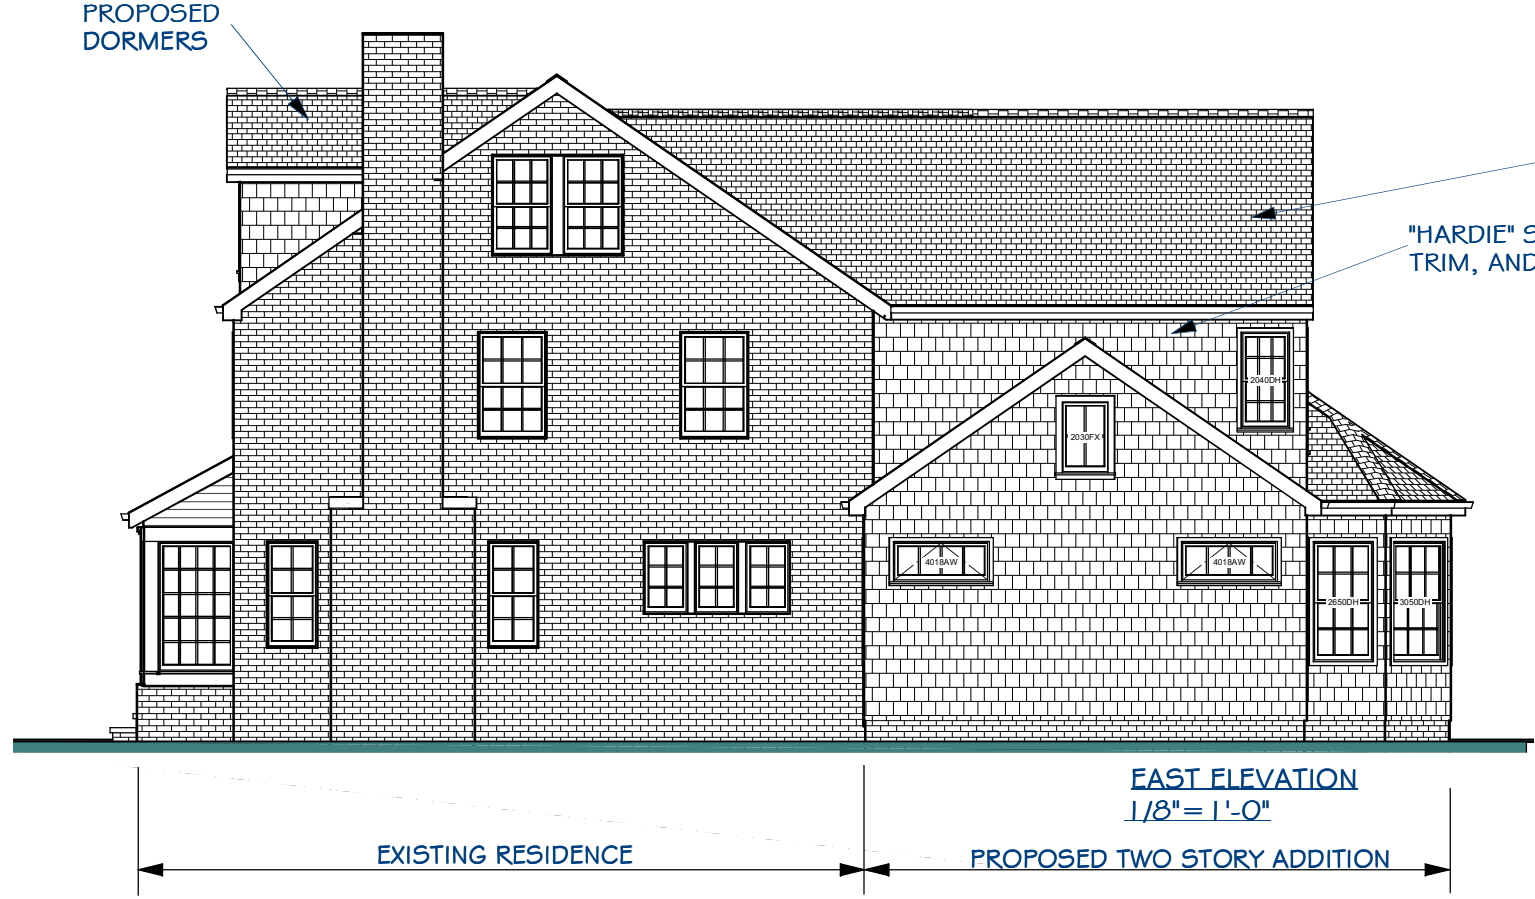 PROPOSED
DORMERS
"HARDIE" S
TRIM, AND
2040DH
2030FX
4018AW
4018AW
2650DH
3050DH
EAST ELEVATION
1/8"= 1'-0"
EXISTING RESIDENCE
PROPOSED TWO STORY ADDITION